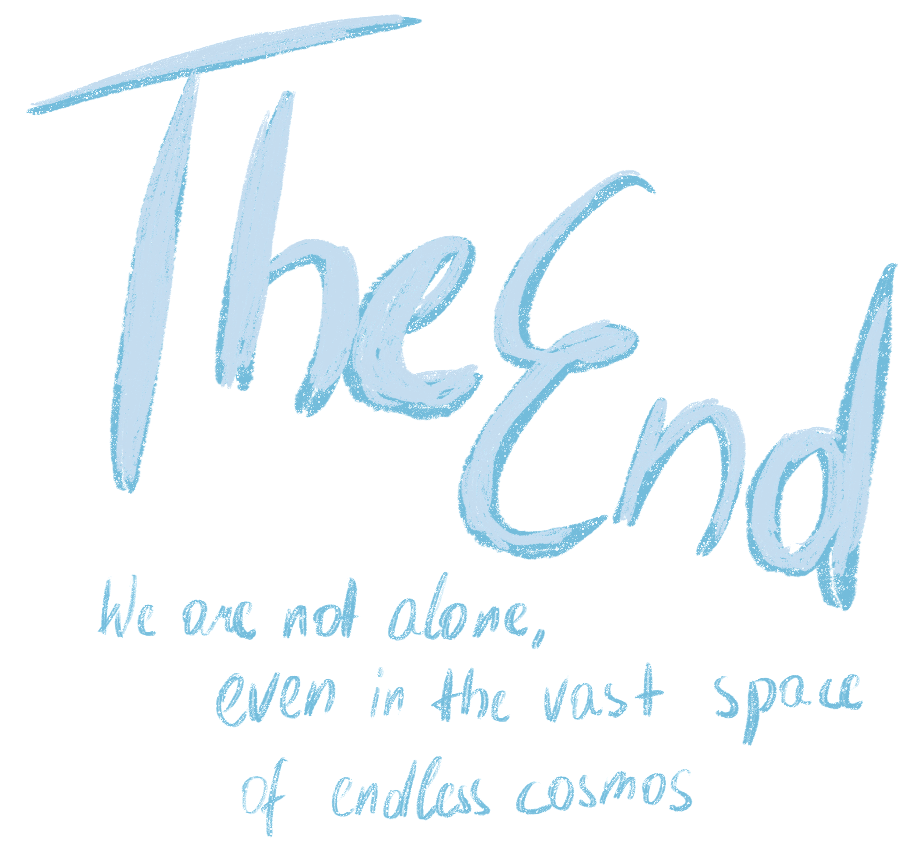 The End
We are not alone,
even in the vast space
of endless cosmos